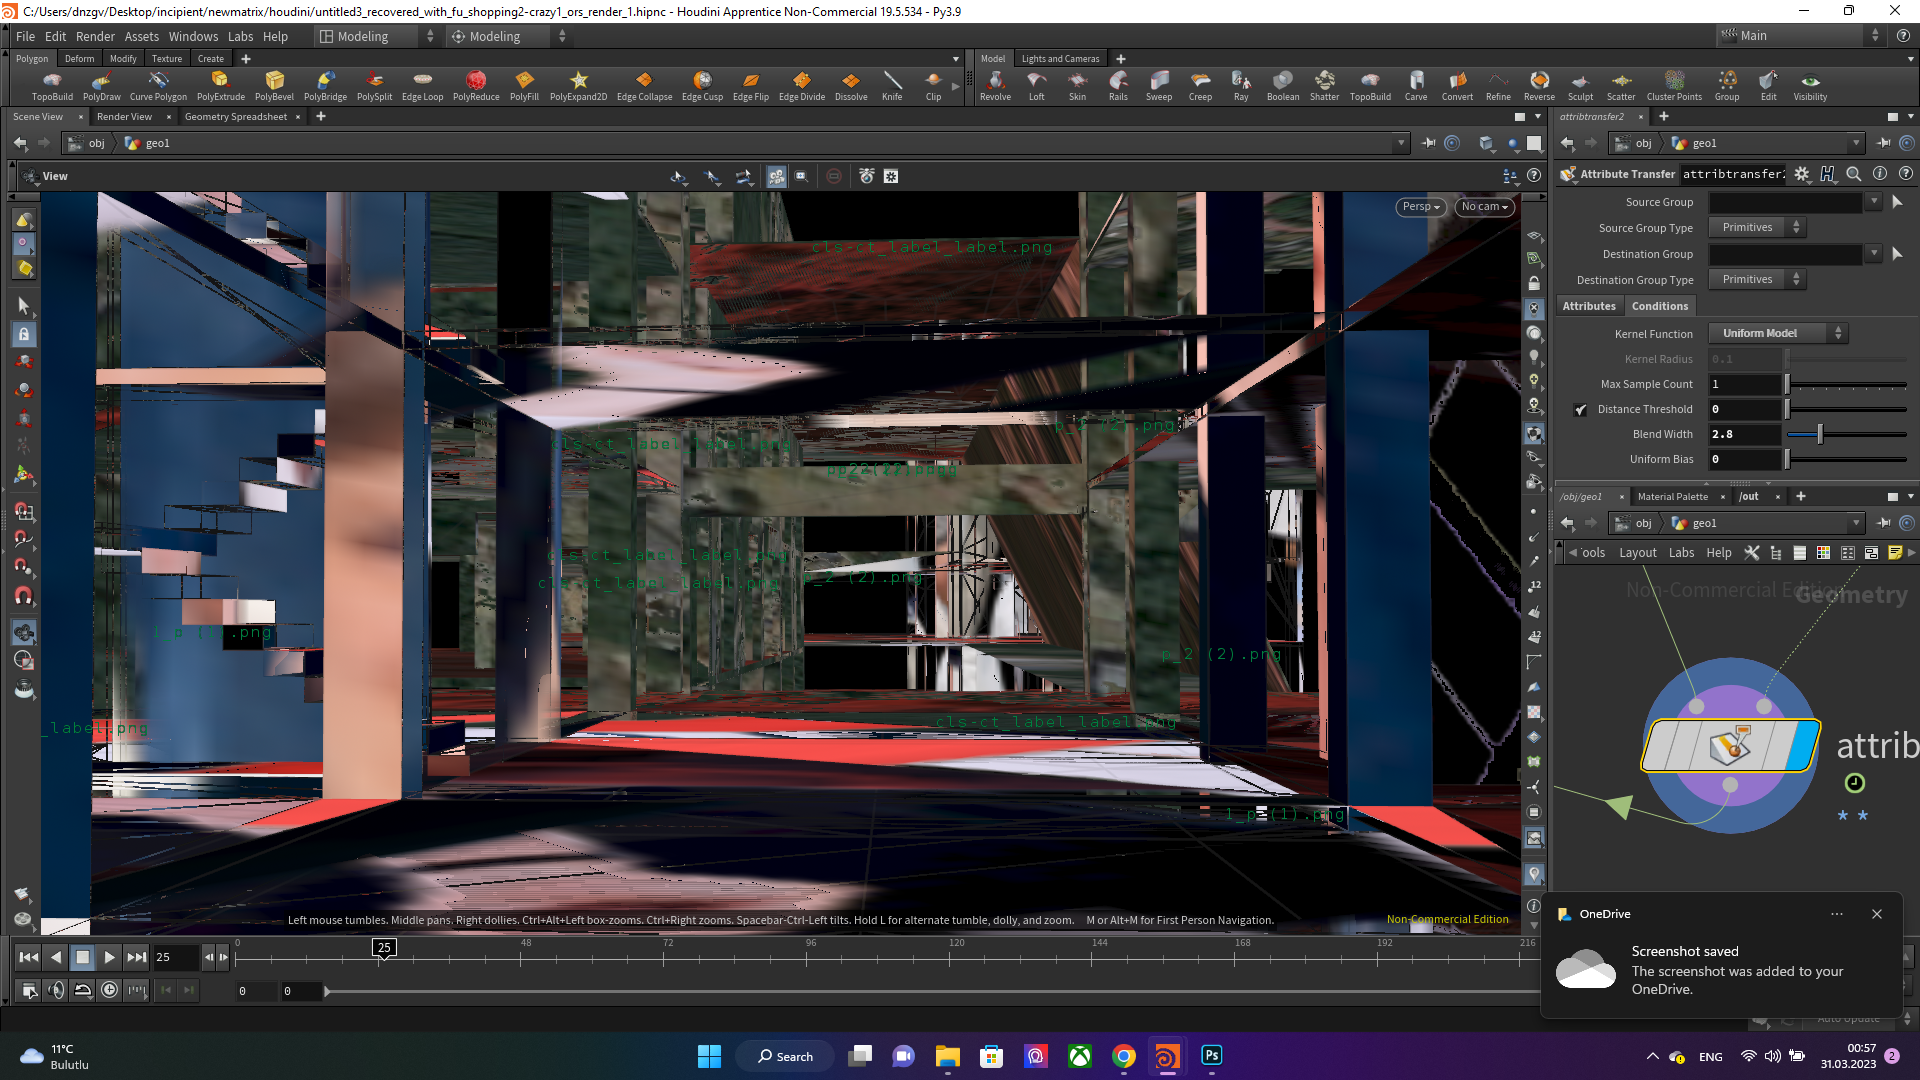 C:/Users/dnzgv/Desktop/incipient/newmatrix/houdini/untitled3_recovered_with_fu_shopping2-crazy1_ors_render_1.hipnc - Houdini Apprentice Non-Commercial 19.5.534 - Py3.9
File Edit Render Assets Windows Labs Help Modeling Modeling Main
Polygon Deform Modify Texture Create Model Lights and Cameras
TopoBuild PolyDraw Curve Polygon PolyExtrude PolyBevel PolyBridge PolySplit Edge Loop PolyReduce PolyFill PolyExpand2D Edge Collapse Edge Cusp Edge Flip Edge Divide Dissolve Knife Clip Revolve Loft Skin Rails Sweep Creep Ray Boolean Shatter TopoBuild Carve Convert Refine Reverse Sculpt Scatter Cluster Points Group Edit Visibility
Scene View Render View Geometry Spreadsheet attribtransfer2
obj geo1 obj geo1
View
Persp No cam
Attribute Transfer attribtransfer2
Source Group
Source Group Type Primitives
Destination Group
Destination Group Type Primitives
Attributes Conditions
Kernel Function Uniform Model
Kernel Radius 0.1
Max Sample Count 1
Distance Threshold 0
Blend Width 2.8
Uniform Bias 0
/obj/geo1 Material Palette /out
obj geo1
ools Layout Labs Help
Non-Commercial Edition
Geometry
attrib
cls-ct_label_label.png
cls-ct_label_label.png
p_2 (2).png
cls-ct_label_label.png
cls-ct_label_label.png
p_2 (2).png
1_p (1).png
p_2 (2).png
cls-ct_label_label.png
_label.png
1_p (1).png
Left mouse tumbles. Middle pans. Right dollies. Ctrl+Alt+Left box-zooms. Ctrl+Right zooms. Spacebar-Ctrl-Left tilts. Hold L for alternate tumble, dolly, and zoom. M or Alt+M for First Person Navigation.
Non-Commercial Edition
25 0 25 48 72 96 120 144 168 192 216
0 0
OneDrive
Screenshot saved
The screenshot was added to your
OneDrive.
Auto Update
11°C
Bulutlu
Search
Ps
ENG
00:57
31.03.2023
2